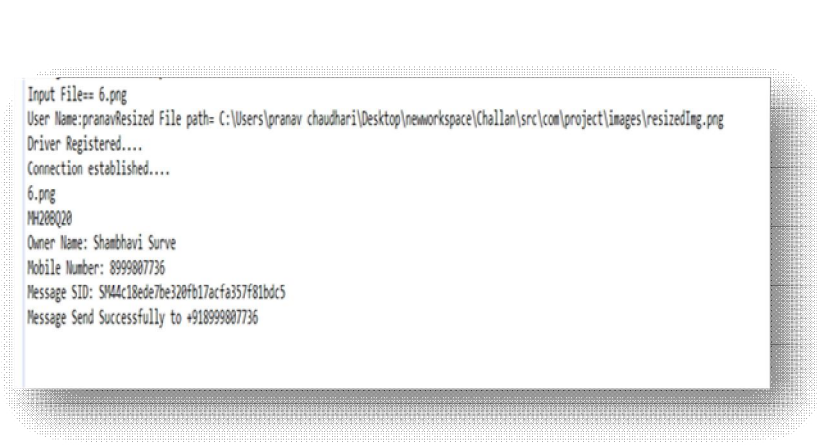 Input File== 6.png
User Name:pranavResized File path= C:\Users\pranav chaudhari\Desktop\newworkspace\Challan\src\com\project\images\resizedImg.png
Driver Registered....
Connection established....
6.png
MH20BQ20
Owner Name: Shambhavi Surve
Mobile Number: 8999807736
Message SID: SM44c18ede7be320fb17acfa357f81bdc5
Message Send Successfully to +918999807736